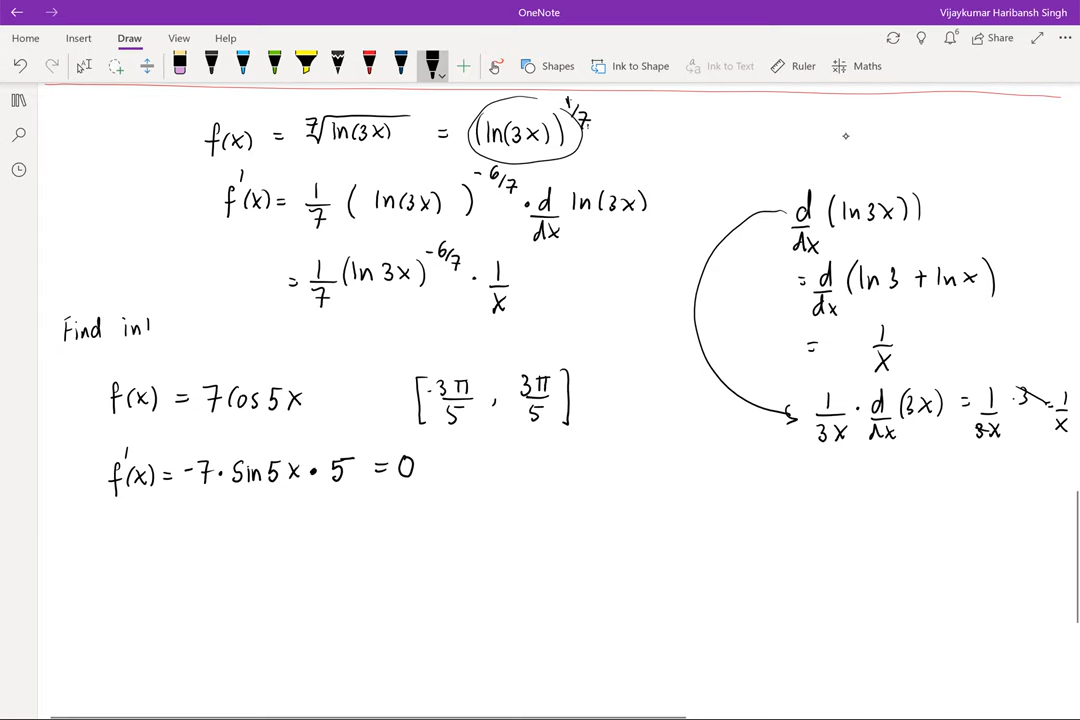 OneNote
Vijaykumar Haribansh Singh
Home Insert Draw View Help
6
Share
Shapes Ink to Shape Ink to Text Ruler Maths
f(x) = ⁷√ln(3x) = (ln(3x))^1/7
f'(x) = 1/7 ( ln(3x) )^-6/7 · d/dx ln(3x)
= 1/7 (ln 3x)^-6/7 · 1/x
Find in
f(x) = 7 Cos 5x [-3π/5 , 3π/5]
f'(x) = -7 · Sin 5x · 5 = 0
d/dx (ln 3x))
= d/dx (ln 3 + ln x)
= 1/x
1/3x · d/dx (3x) = 1/3x · 3 = 1/x